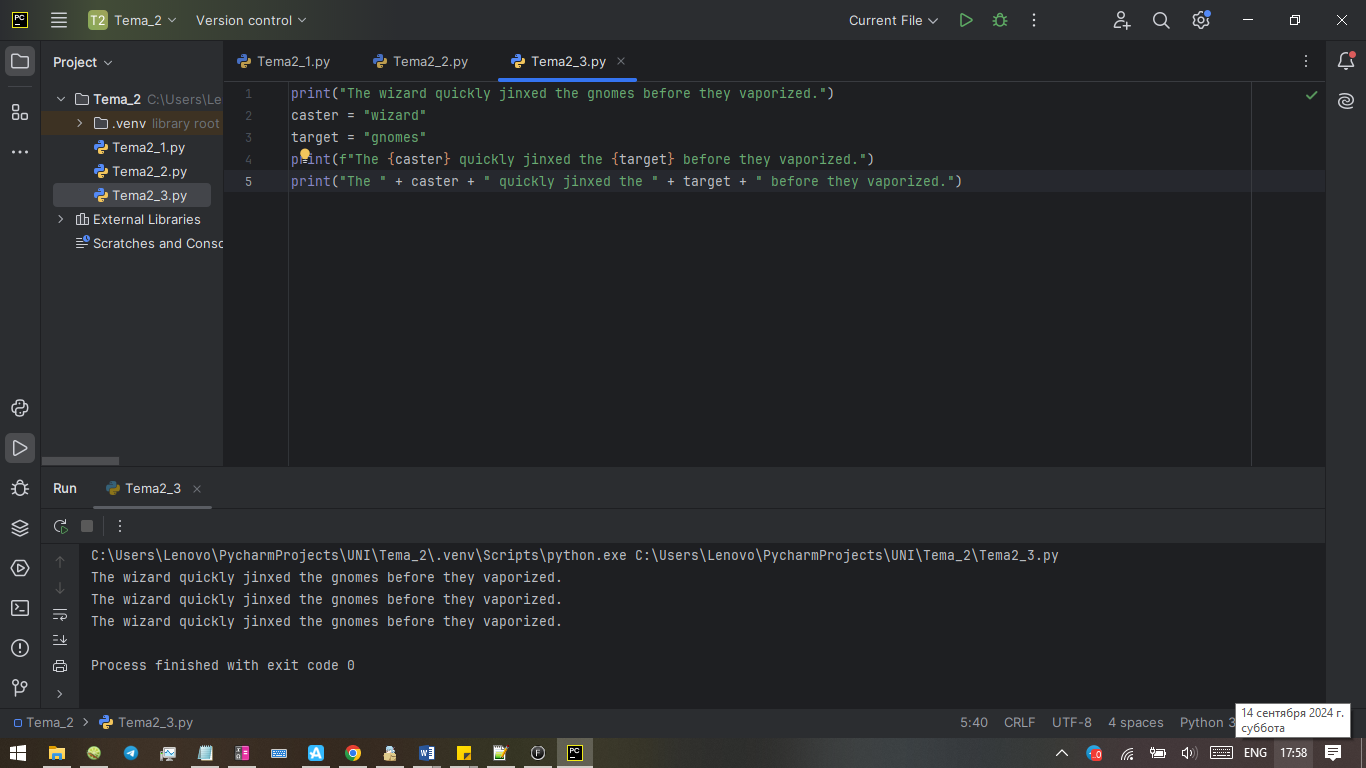 T2 Tema_2 Version control Current File
Project
Tema2_1.py Tema2_2.py Tema2_3.py
Tema_2 C:\Users\Le
.venv library root
Tema2_1.py
Tema2_2.py
Tema2_3.py
External Libraries
Scratches and Conso
1 print("The wizard quickly jinxed the gnomes before they vaporized.")
2 caster = "wizard"
3 target = "gnomes"
4 print(f"The {caster} quickly jinxed the {target} before they vaporized.")
5 print("The " + caster + " quickly jinxed the " + target + " before they vaporized.")
Run Tema2_3
C:\Users\Lenovo\PycharmProjects\UNI\Tema_2\.venv\Scripts\python.exe C:\Users\Lenovo\PycharmProjects\UNI\Tema_2\Tema2_3.py
The wizard quickly jinxed the gnomes before they vaporized.
The wizard quickly jinxed the gnomes before they vaporized.
The wizard quickly jinxed the gnomes before they vaporized.
Process finished with exit code 0
Tema_2 > Tema2_3.py 5:40 CRLF UTF-8 4 spaces Python 3
14 сентября 2024 г.
суббота
ENG 17:58